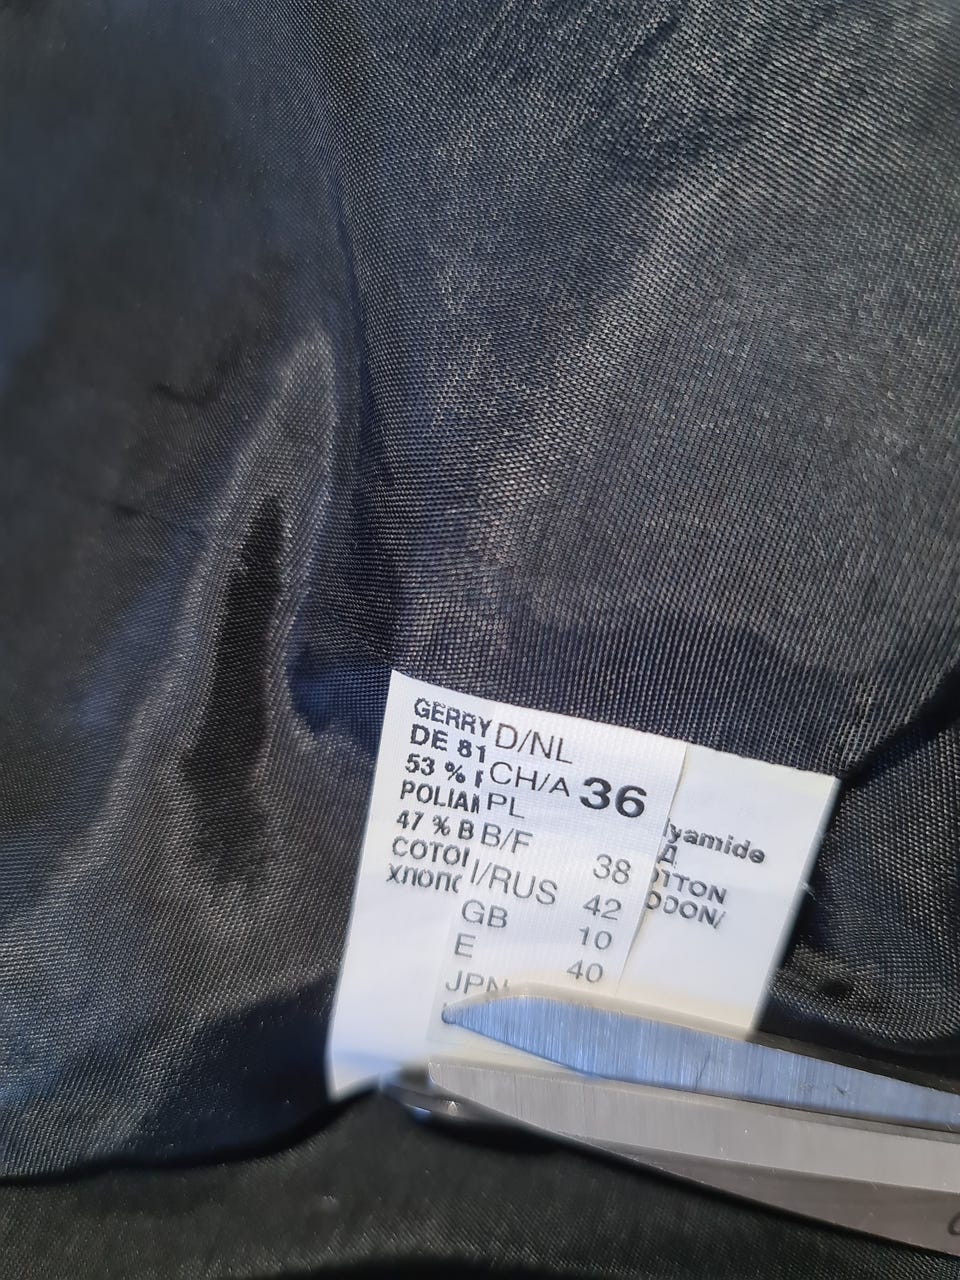 GERRY
DE 81
53 %
POLIAM
47 % B
COTO
хлопо
D/NL
CH/A 36
PL
B/F 38
I/RUS 42
GB 10
E 40
JPN
lyamide
OTTON
ODON/